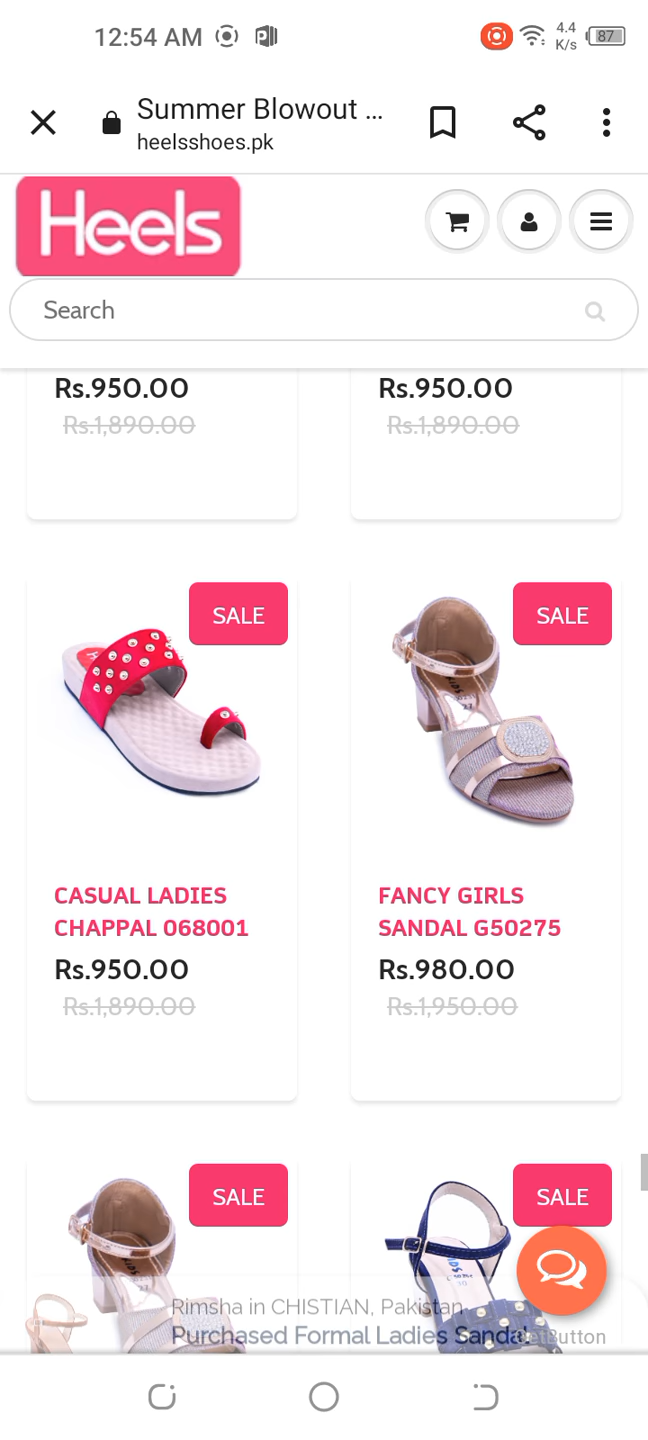 12:54 AM
4.4
K/s
87
Summer Blowout ...
heelsshoes.pk
Heels
Search
Rs.950.00
Rs.1,890.00
Rs.950.00
Rs.1,890.00
SALE
SALE
KIDS
CASUAL LADIES
CHAPPAL 068001
Rs.950.00
Rs.1,890.00
FANCY GIRLS
SANDAL G50275
Rs.980.00
Rs.1,950.00
SALE
SALE
Rimsha in CHISTIAN, Pakistan
Purchased Formal Ladies Sandal